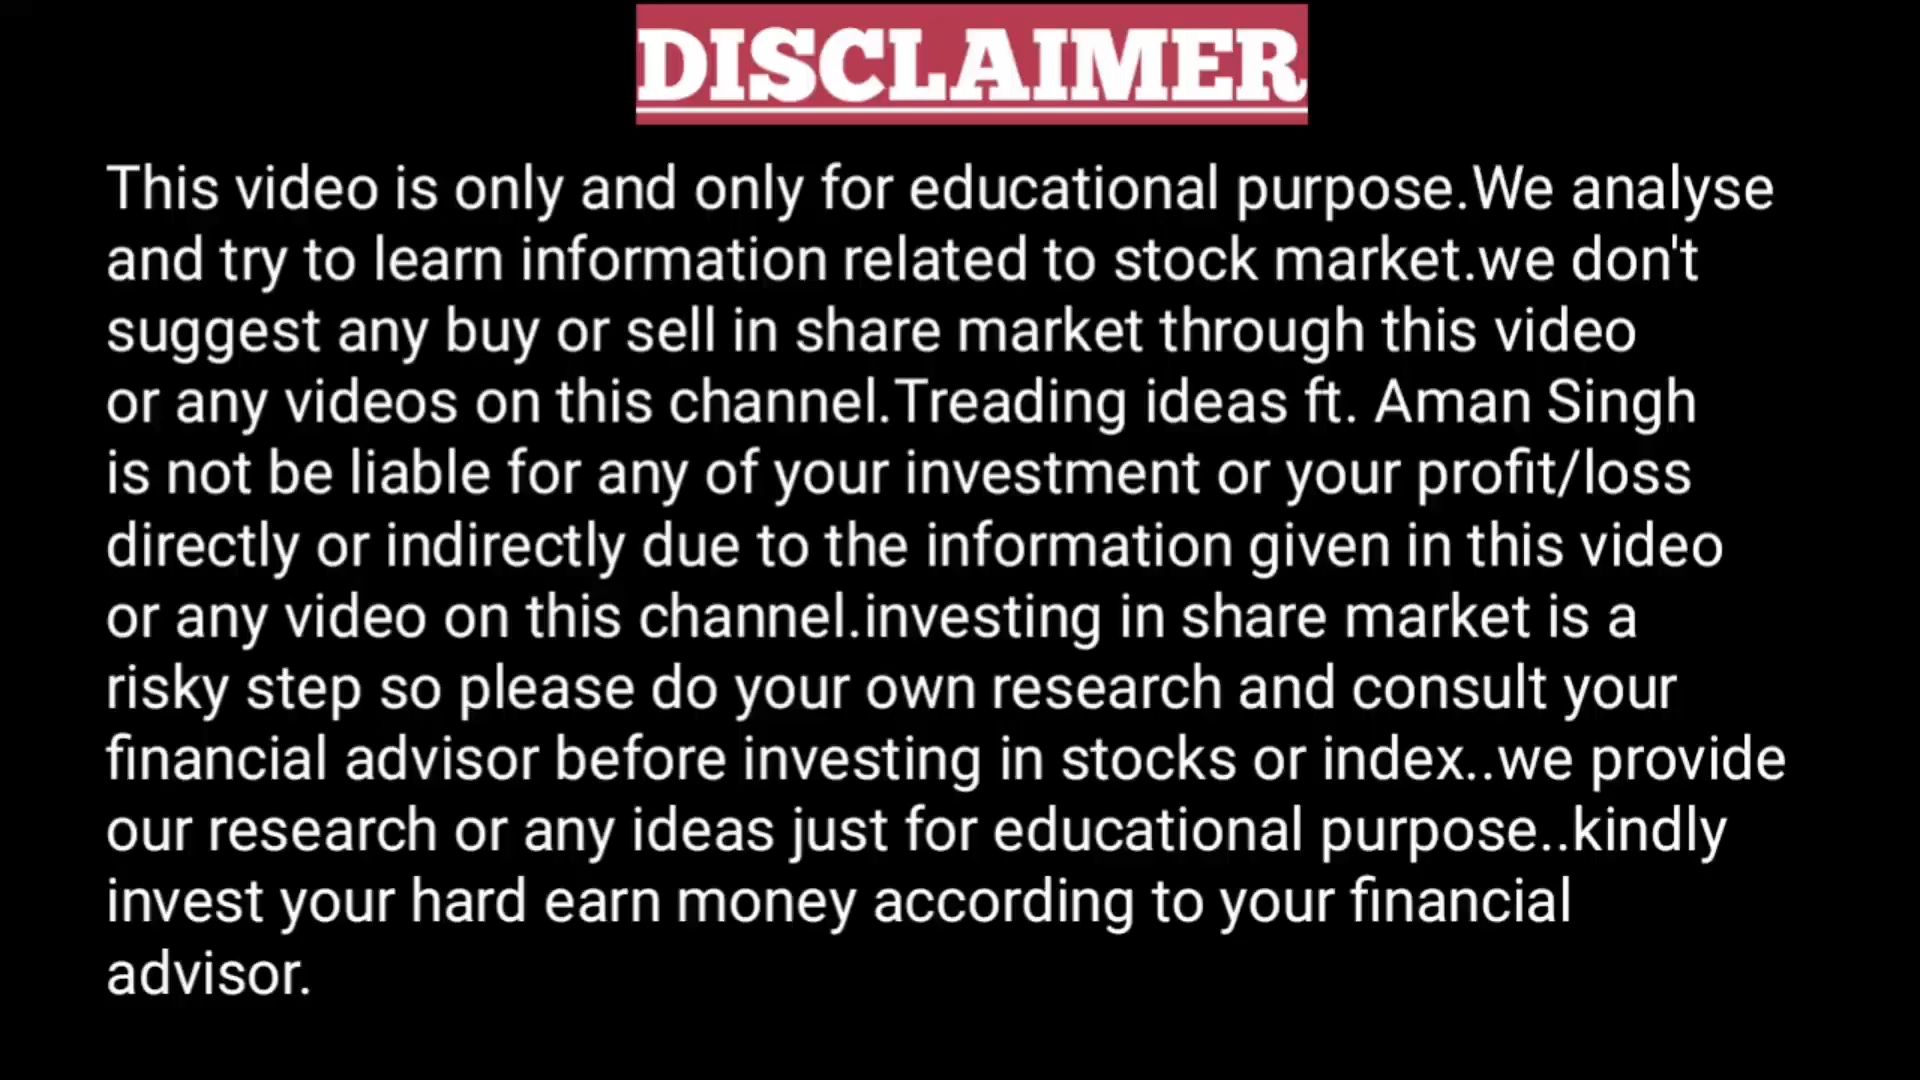 DISCLAIMER
This video is only and only for educational purpose.We analyse
and try to learn information related to stock market.we don't
suggest any buy or sell in share market through this video
or any videos on this channel.Treading ideas ft. Aman Singh
is not be liable for any of your investment or your profit/loss
directly or indirectly due to the information given in this video
or any video on this channel.investing in share market is a
risky step so please do your own research and consult your
financial advisor before investing in stocks or index..we provide
our research or any ideas just for educational purpose..kindly
invest your hard earn money according to your financial
advisor.